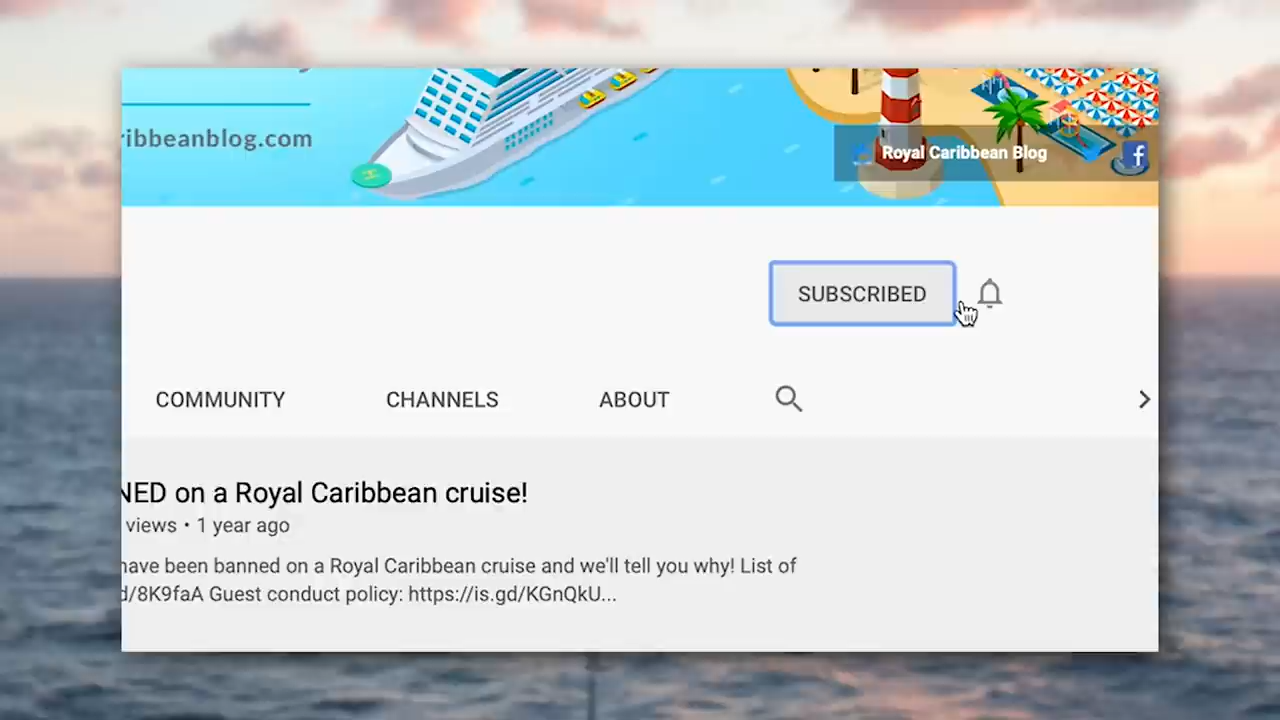 ribbeanblog.com
Royal Caribbean Blog
SUBSCRIBED
COMMUNITY CHANNELS ABOUT
NED on a Royal Caribbean cruise!
views • 1 year ago
have been banned on a Royal Caribbean cruise and we'll tell you why! List of
d/8K9faA Guest conduct policy: https://is.gd/KGnQkU...